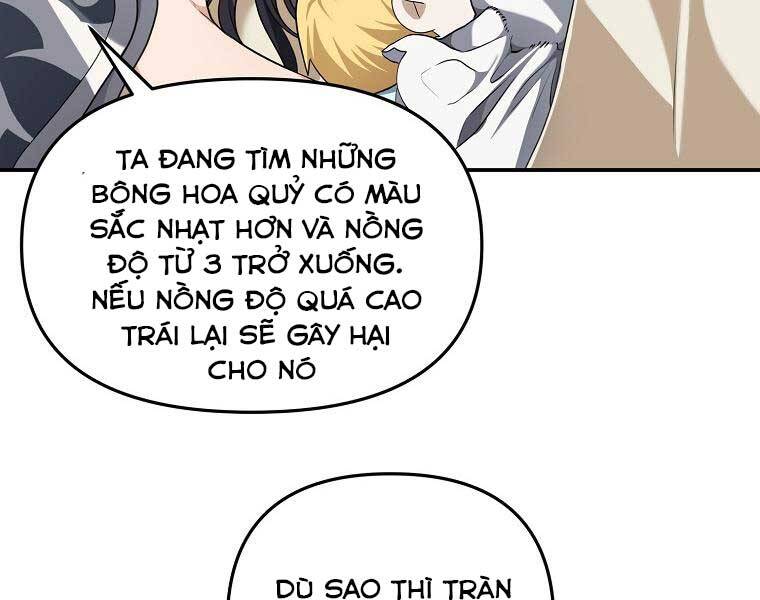 TA ĐANG TÌM NHỮNG
BÔNG HOA QUỶ CÓ MÀU
SẮC NHẠT HƠN VÀ NỒNG
ĐỘ TỪ 3 TRỞ XUỐNG.
NẾU NỒNG ĐỘ QUÁ CAO
TRÁI LẠI SẼ GÂY HẠI
CHO NÓ
DÙ SAO THÌ TRÀN